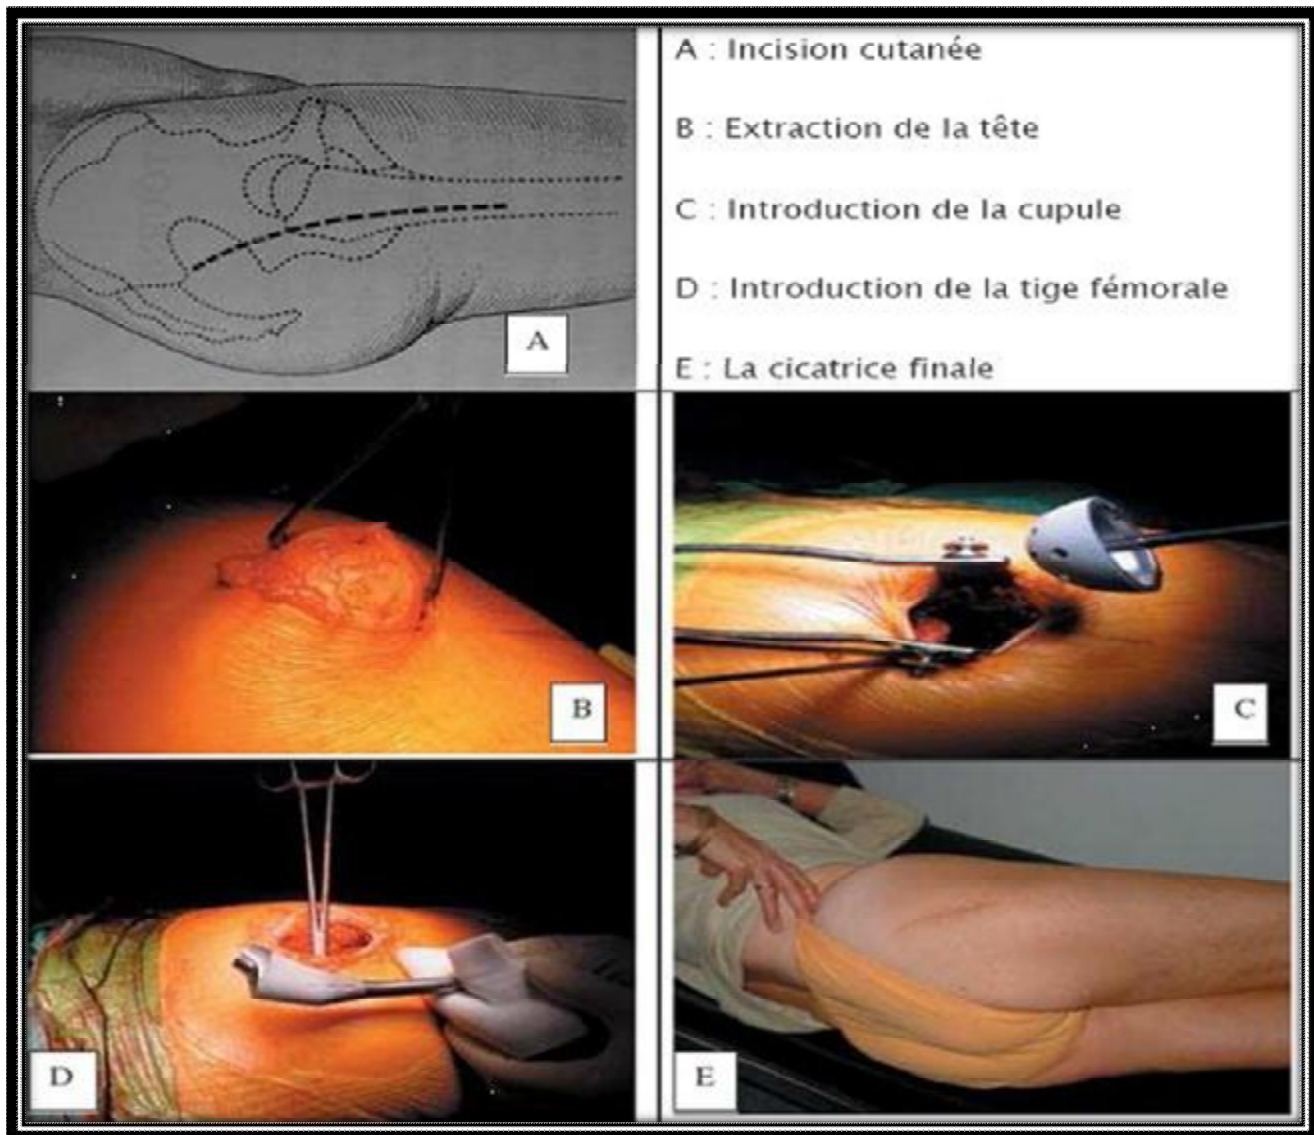 A : Incision cutanée
B : Extraction de la tête
C : Introduction de la cupule
D : Introduction de la tige fémorale
E : La cicatrice finale
A
B
C
D
E